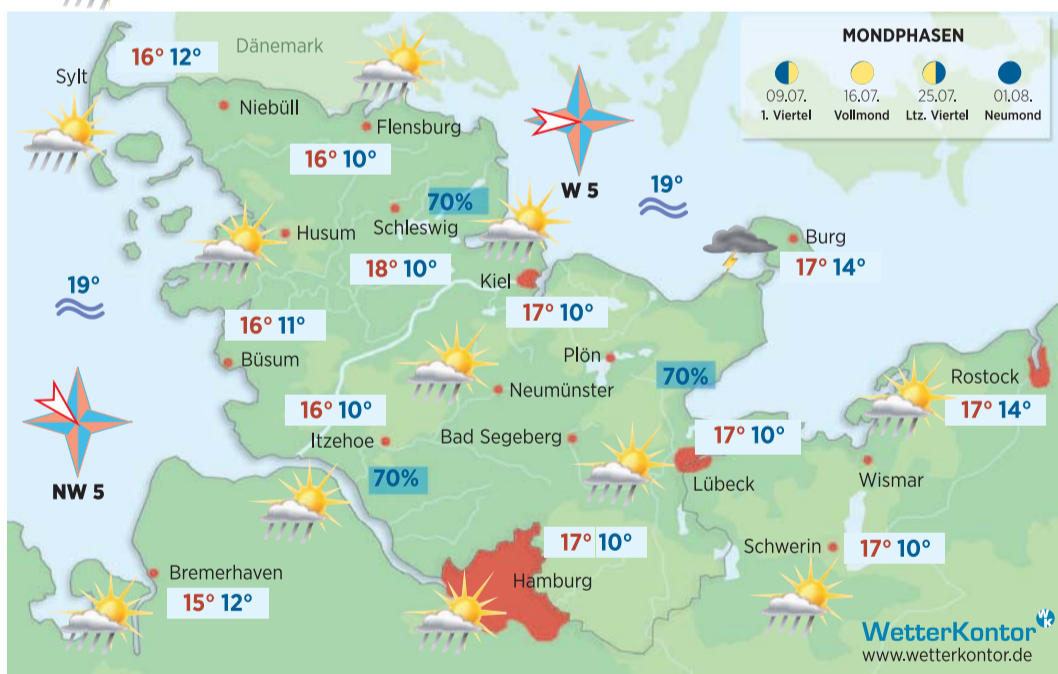 MONDPHASEN
09.07. 16.07. 25.07. 01.08.
1. Viertel Vollmond Ltz. Viertel Neumond
Dänemark
16° 12°
Sylt
Niebüll
Flensburg
16° 10°
W 5
19°
70%
Schleswig
Husum
18° 10°
Burg
17° 14°
Kiel
17° 10°
19°
16° 11°
Büsum
Plön
70%
Neumünster
Rostock
17° 14°
16° 10°
Itzehoe
Bad Segeberg
17° 10°
Lübeck
Wismar
NW 5
70%
17° 10°
Hamburg
Schwerin
17° 10°
Bremerhaven
15° 12°
WetterKontor
WK
www.wetterkontor.de